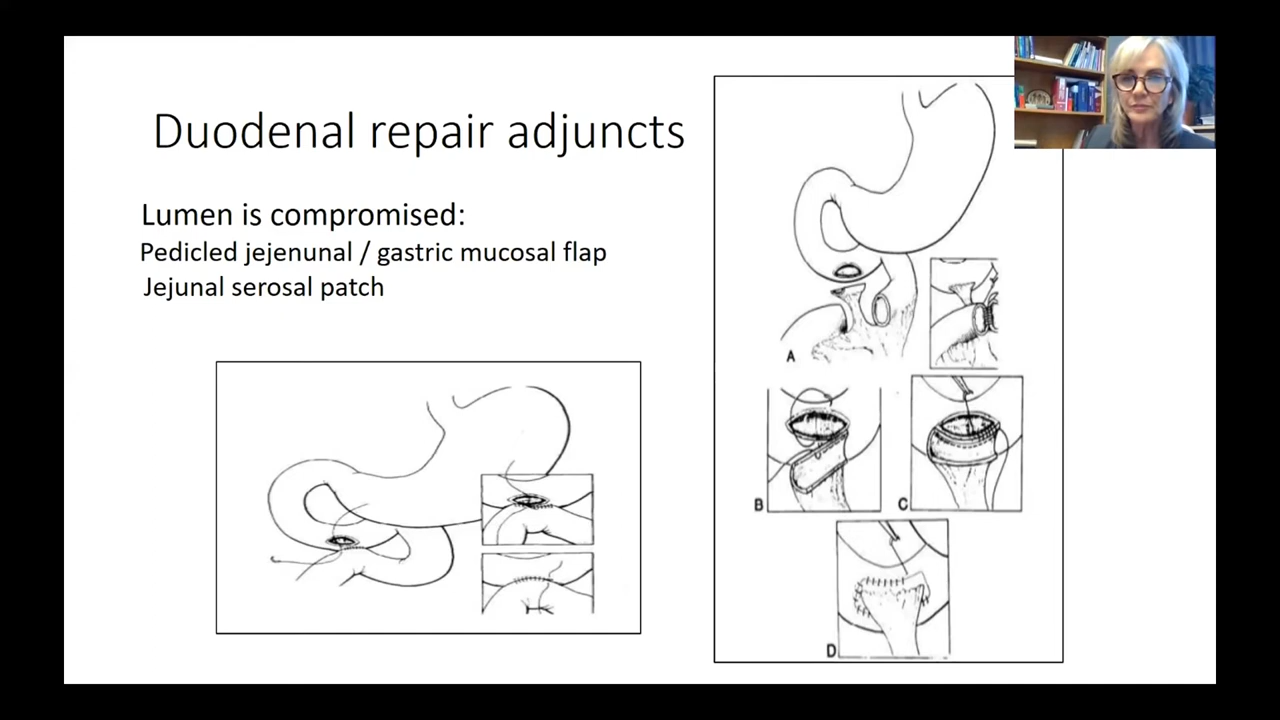 Duodenal repair adjuncts
Lumen is compromised:
Pedicled jejenunal / gastric mucosal flap
Jejunal serosal patch
A
B
C
D